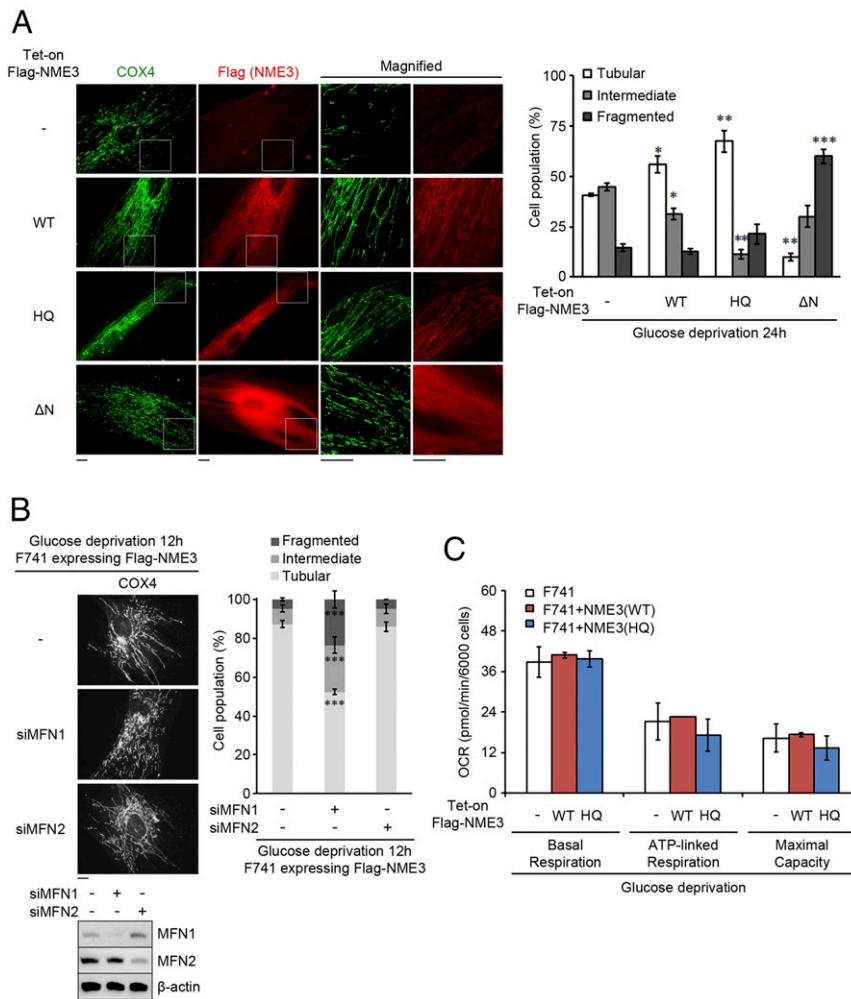 A
Tet-on
Flag-NME3
COX4
Flag (NME3)
Magnified
-
WT
HQ
ΔN
Tubular
Intermediate
Fragmented
Cell population (%)
100
75
50
25
0
*
*
**
**
**
***
Tet-on
Flag-NME3
- WT HQ ΔN
Glucose deprivation 24h
B
Glucose deprivation 12h
F741 expressing Flag-NME3
COX4
-
siMFN1
siMFN2
siMFN1 - + -
siMFN2 - - +
MFN1
MFN2
β-actin
Fragmented
Intermediate
Tubular
Cell population (%)
100
80
60
40
20
0
***
***
***
siMFN1 - + -
siMFN2 - - +
Glucose deprivation 12h
F741 expressing Flag-NME3
C
F741
F741+NME3(WT)
F741+NME3(HQ)
OCR (pmol/min/6000 cells)
60
48
36
24
12
0
Tet-on
Flag-NME3
- WT HQ - WT HQ - WT HQ
Basal
Respiration
ATP-linked
Respiration
Maximal
Capacity
Glucose deprivation